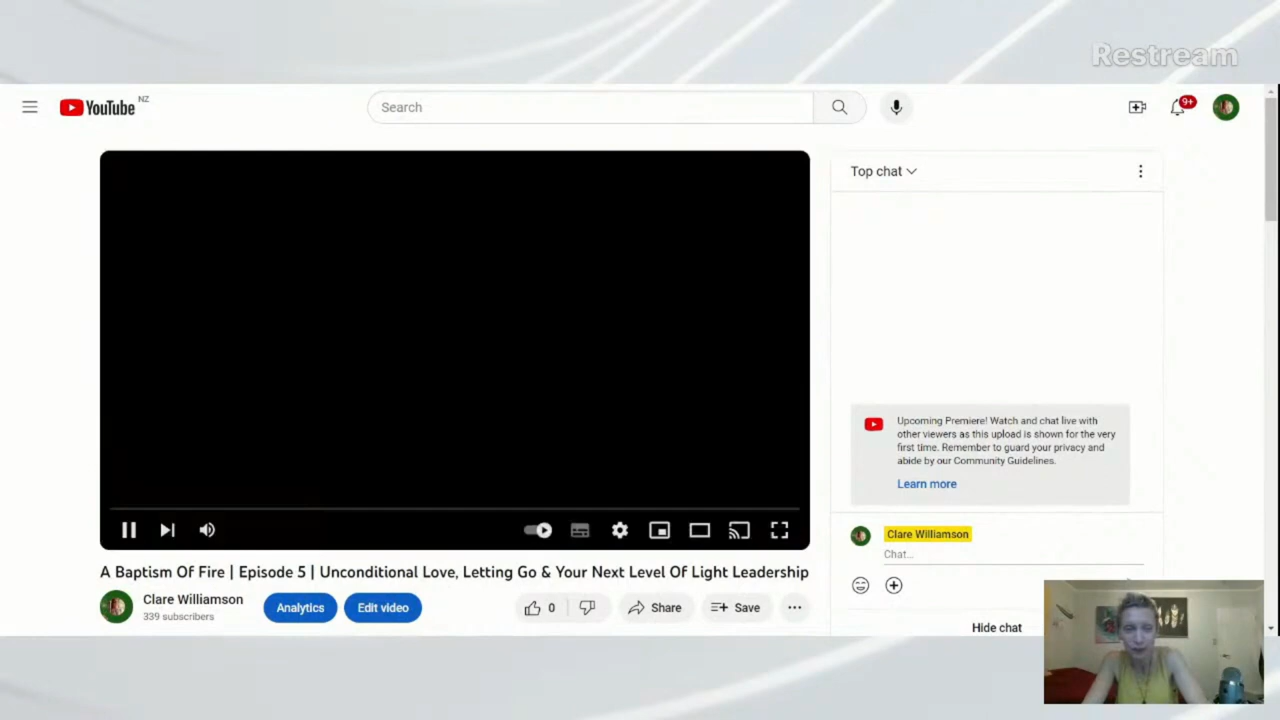 Restream
YouTube NZ
Search
9+
Top chat
Upcoming Premiere! Watch and chat live with
other viewers as this upload is shown for the very
first time. Remember to guard your privacy and
abide by our Community Guidelines.
Learn more
Clare Williamson
Chat...
Hide chat
A Baptism Of Fire | Episode 5 | Unconditional Love, Letting Go & Your Next Level Of Light Leadership
Clare Williamson
339 subscribers
Analytics
Edit video
0
Share
Save